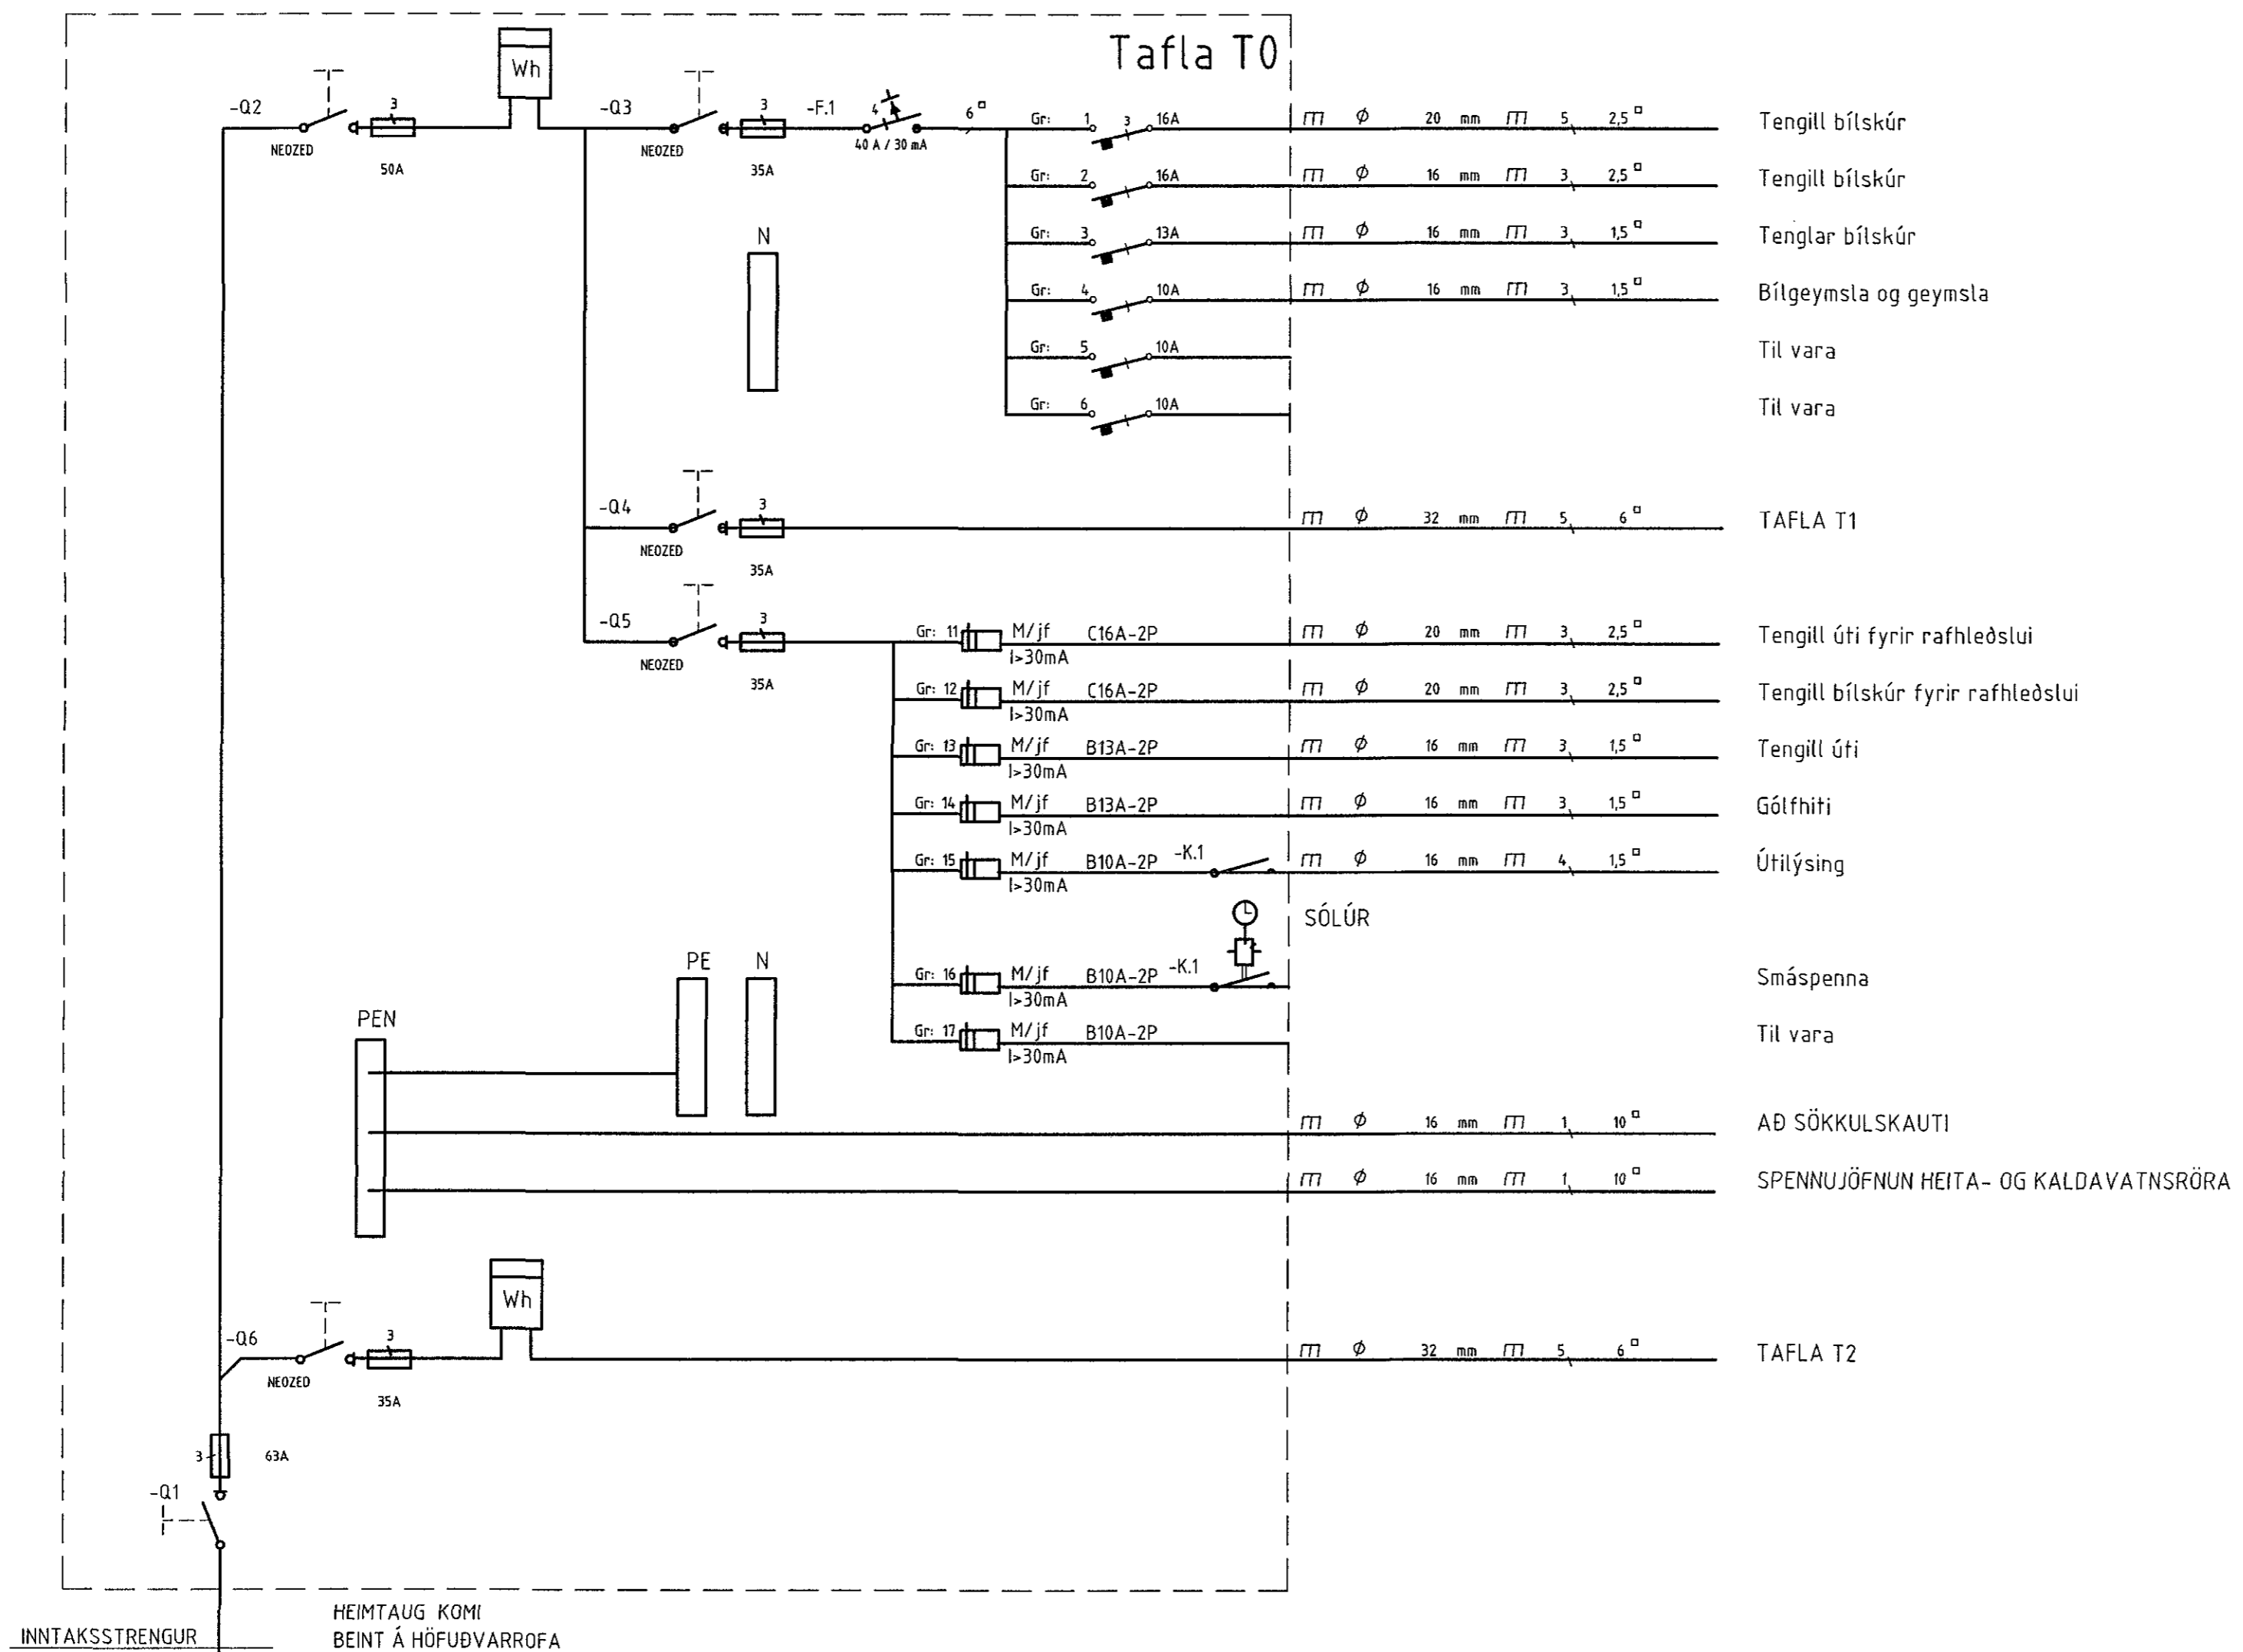 Tafla T0
Wh
-Q2 3 -Q3 3 -F.1 4 6□ Gr: 1 3 16A Ø 20 mm 5 2,5□ Tengill bílskúr
NEOZED 50A NEOZED 35A 40 A / 30 mA
Gr: 2 16A Ø 16 mm 3 2,5□ Tengill bílskúr
Gr: 3 13A Ø 16 mm 3 1,5□ Tenglar bílskúr
N
Gr: 4 10A Ø 16 mm 3 1,5□ Bílgeymsla og geymsla
Gr: 5 10A Til vara
Gr: 6 10A Til vara
-Q4 3 Ø 32 mm 5 6□ TAFLA T1
NEOZED 35A
-Q5 3 Gr: 11 M/jf C16A-2P Ø 20 mm 3 2,5□ Tengill úti fyrir rafhleðslui
I>30mA
NEOZED 35A
Gr: 12 M/jf C16A-2P Ø 20 mm 3 2,5□ Tengill bílskúr fyrir rafhleðslui
I>30mA
Gr: 13 M/jf B13A-2P Ø 16 mm 3 1,5□ Tengill úti
I>30mA
Gr: 14 M/jf B13A-2P Ø 16 mm 3 1,5□ Gólfhiti
I>30mA
Gr: 15 M/jf B10A-2P -K.1 Ø 16 mm 4 1,5□ Útilýsing
I>30mA
SÓLÚR
PE N
Gr: 16 M/jf B10A-2P -K.1 Smáspenna
I>30mA
PEN
Gr: 17 M/jf B10A-2P Til vara
I>30mA
Ø 16 mm 1 10□ AÐ SÖKKULSKAUTI
Ø 16 mm 1 10□ SPENNUJÖFNUN HEITA- OG KALDAVATNSRÖRA
Wh
-Q6 3 Ø 32 mm 5 6□ TAFLA T2
NEOZED 35A
3 63A
-Q1
HEIMTAUG KOMI
INNTAKSSTRENGUR BEINT Á HÖFUÐVARROFA